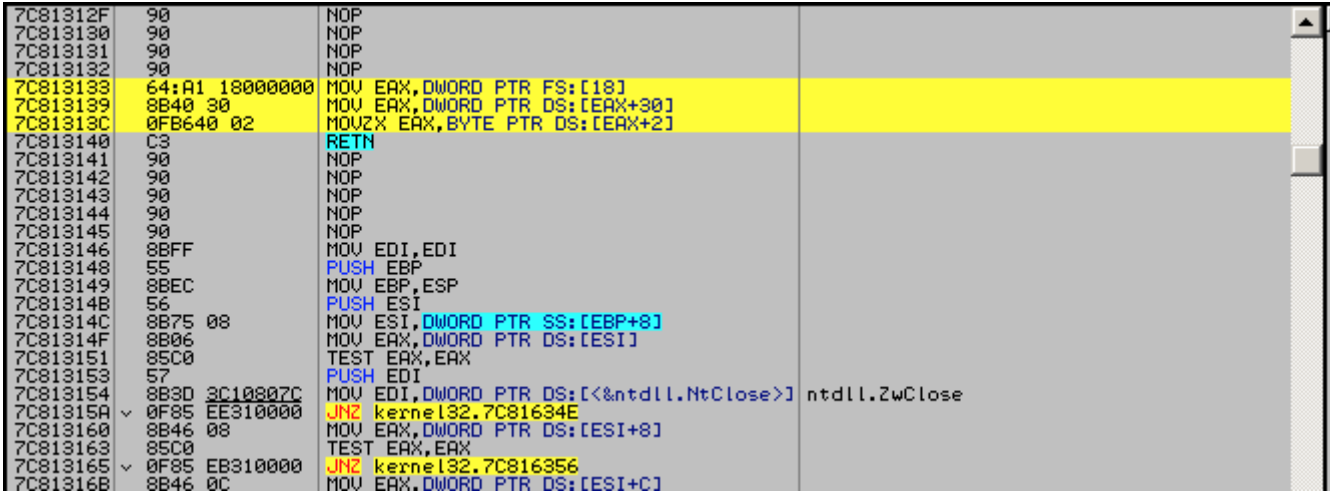 7C81312F 90 NOP
7C813130 90 NOP
7C813131 90 NOP
7C813132 90 NOP
7C813133 64:A1 18000000 MOV EAX,DWORD PTR FS:[18]
7C813139 8B40 30 MOV EAX,DWORD PTR DS:[EAX+30]
7C81313C 0FB640 02 MOVZX EAX,BYTE PTR DS:[EAX+2]
7C813140 C3 RETN
7C813141 90 NOP
7C813142 90 NOP
7C813143 90 NOP
7C813144 90 NOP
7C813145 90 NOP
7C813146 8BFF MOV EDI,EDI
7C813148 55 PUSH EBP
7C813149 8BEC MOV EBP,ESP
7C81314B 56 PUSH ESI
7C81314C 8B75 08 MOV ESI,DWORD PTR SS:[EBP+8]
7C81314F 8B06 MOV EAX,DWORD PTR DS:[ESI]
7C813151 85C0 TEST EAX,EAX
7C813153 57 PUSH EDI
7C813154 8B3D 3C10807C MOV EDI,DWORD PTR DS:[<&ntdll.NtClose>] ntdll.ZwClose
7C81315A 0F85 EE310000 JNZ kernel32.7C81634E
7C813160 8B46 08 MOV EAX,DWORD PTR DS:[ESI+8]
7C813163 85C0 TEST EAX,EAX
7C813165 0F85 EB310000 JNZ kernel32.7C816356
7C81316B 8B46 0C MOV EAX,DWORD PTR DS:[ESI+C]